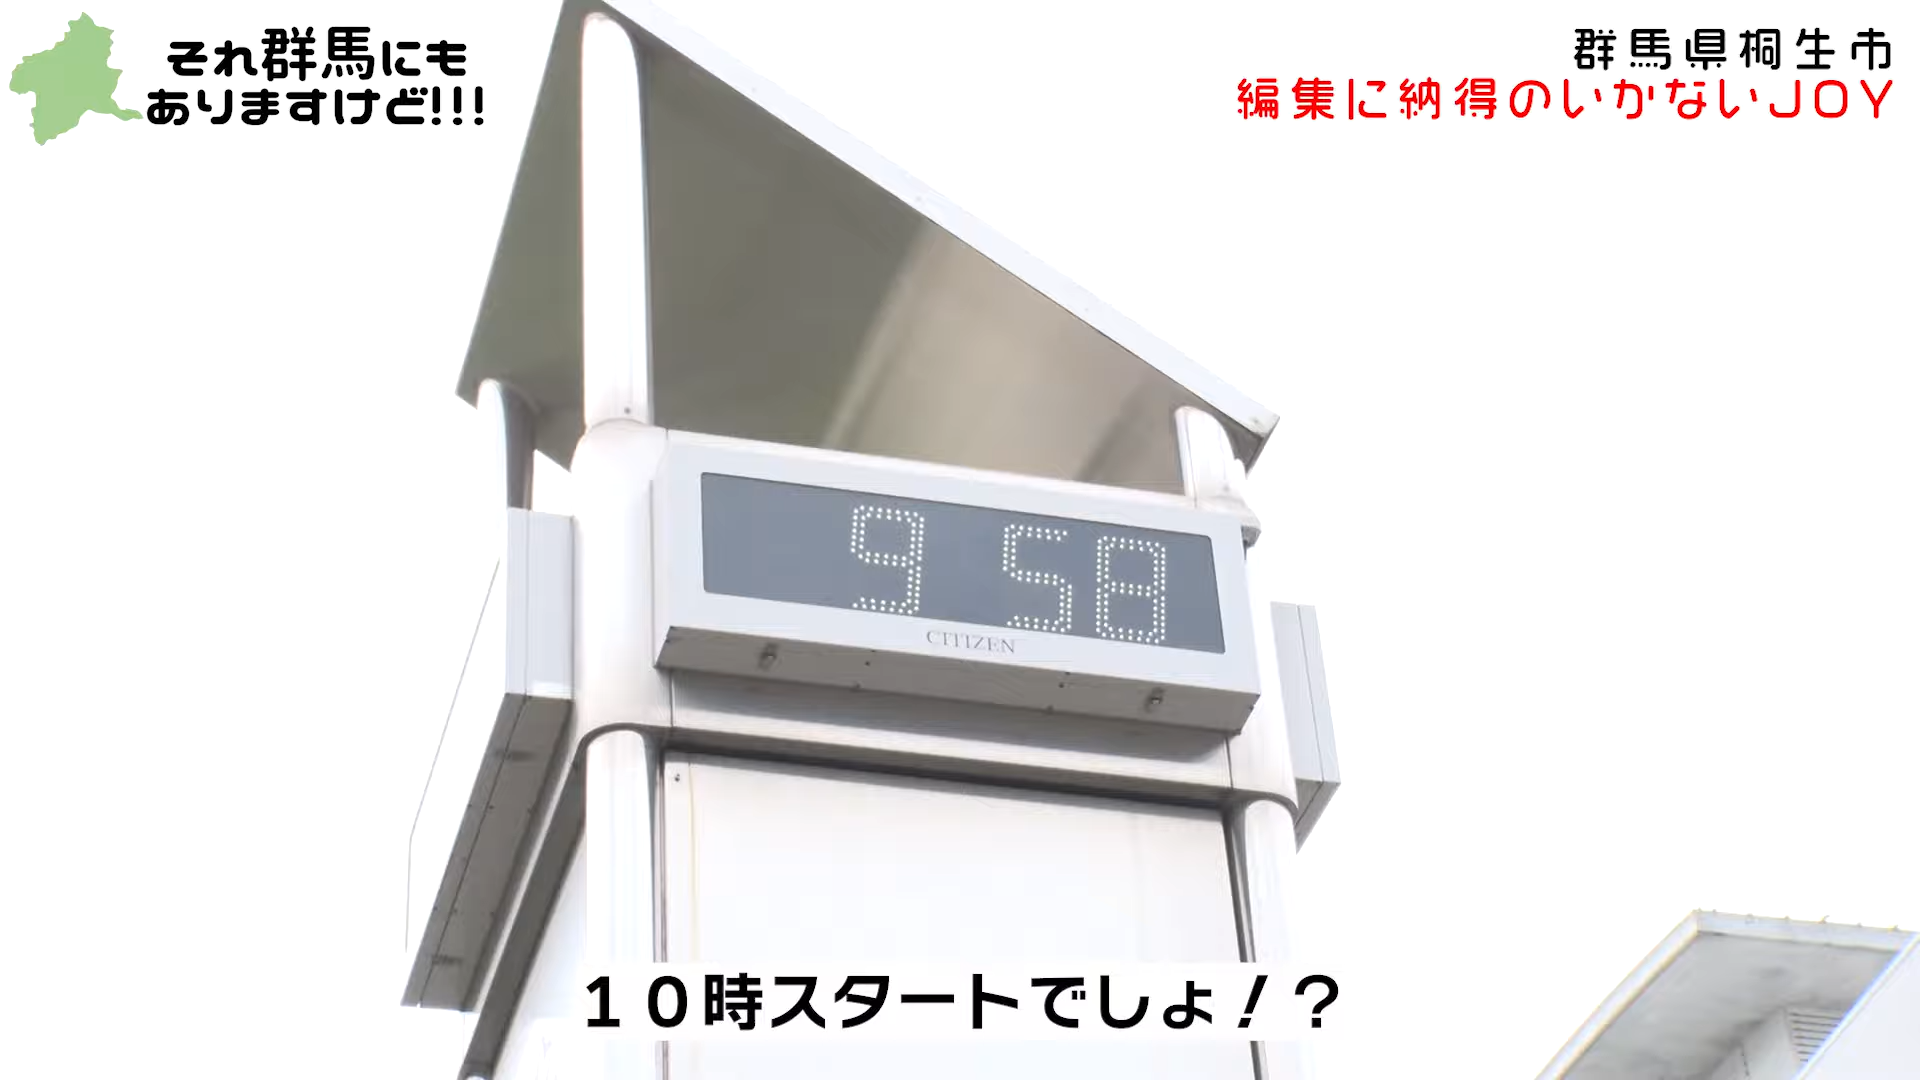 それ群馬にも
ありますけど!!!
群馬県桐生市
編集に納得のいかないJOY
9 58
CITIZEN
10時スタートでしょ!?